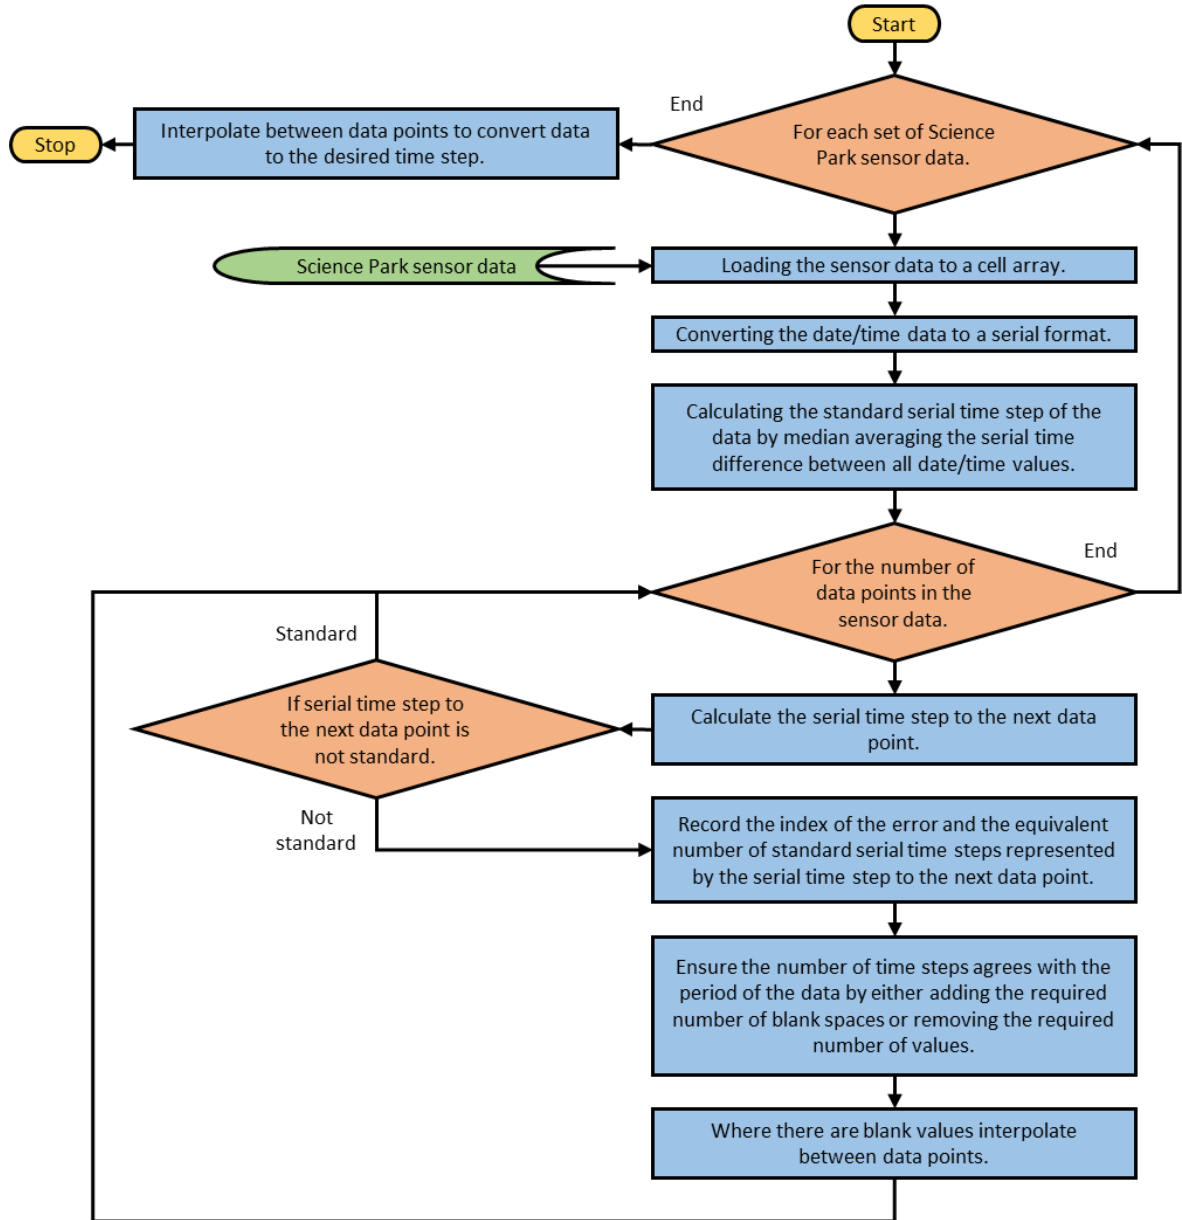 Start
End
For each set of Science
Park sensor data.
Interpolate between data points to convert data
to the desired time step.
Stop
Science Park sensor data
Loading the sensor data to a cell array.
Converting the date/time data to a serial format.
Calculating the standard serial time step of the
data by median averaging the serial time
difference between all date/time values.
For the number of
data points in the
sensor data.
End
Standard
If serial time step to
the next data point is
not standard.
Calculate the serial time step to the next data
point.
Not
standard
Record the index of the error and the equivalent
number of standard serial time steps represented
by the serial time step to the next data point.
Ensure the number of time steps agrees with the
period of the data by either adding the required
number of blank spaces or removing the required
number of values.
Where there are blank values interpolate
between data points.